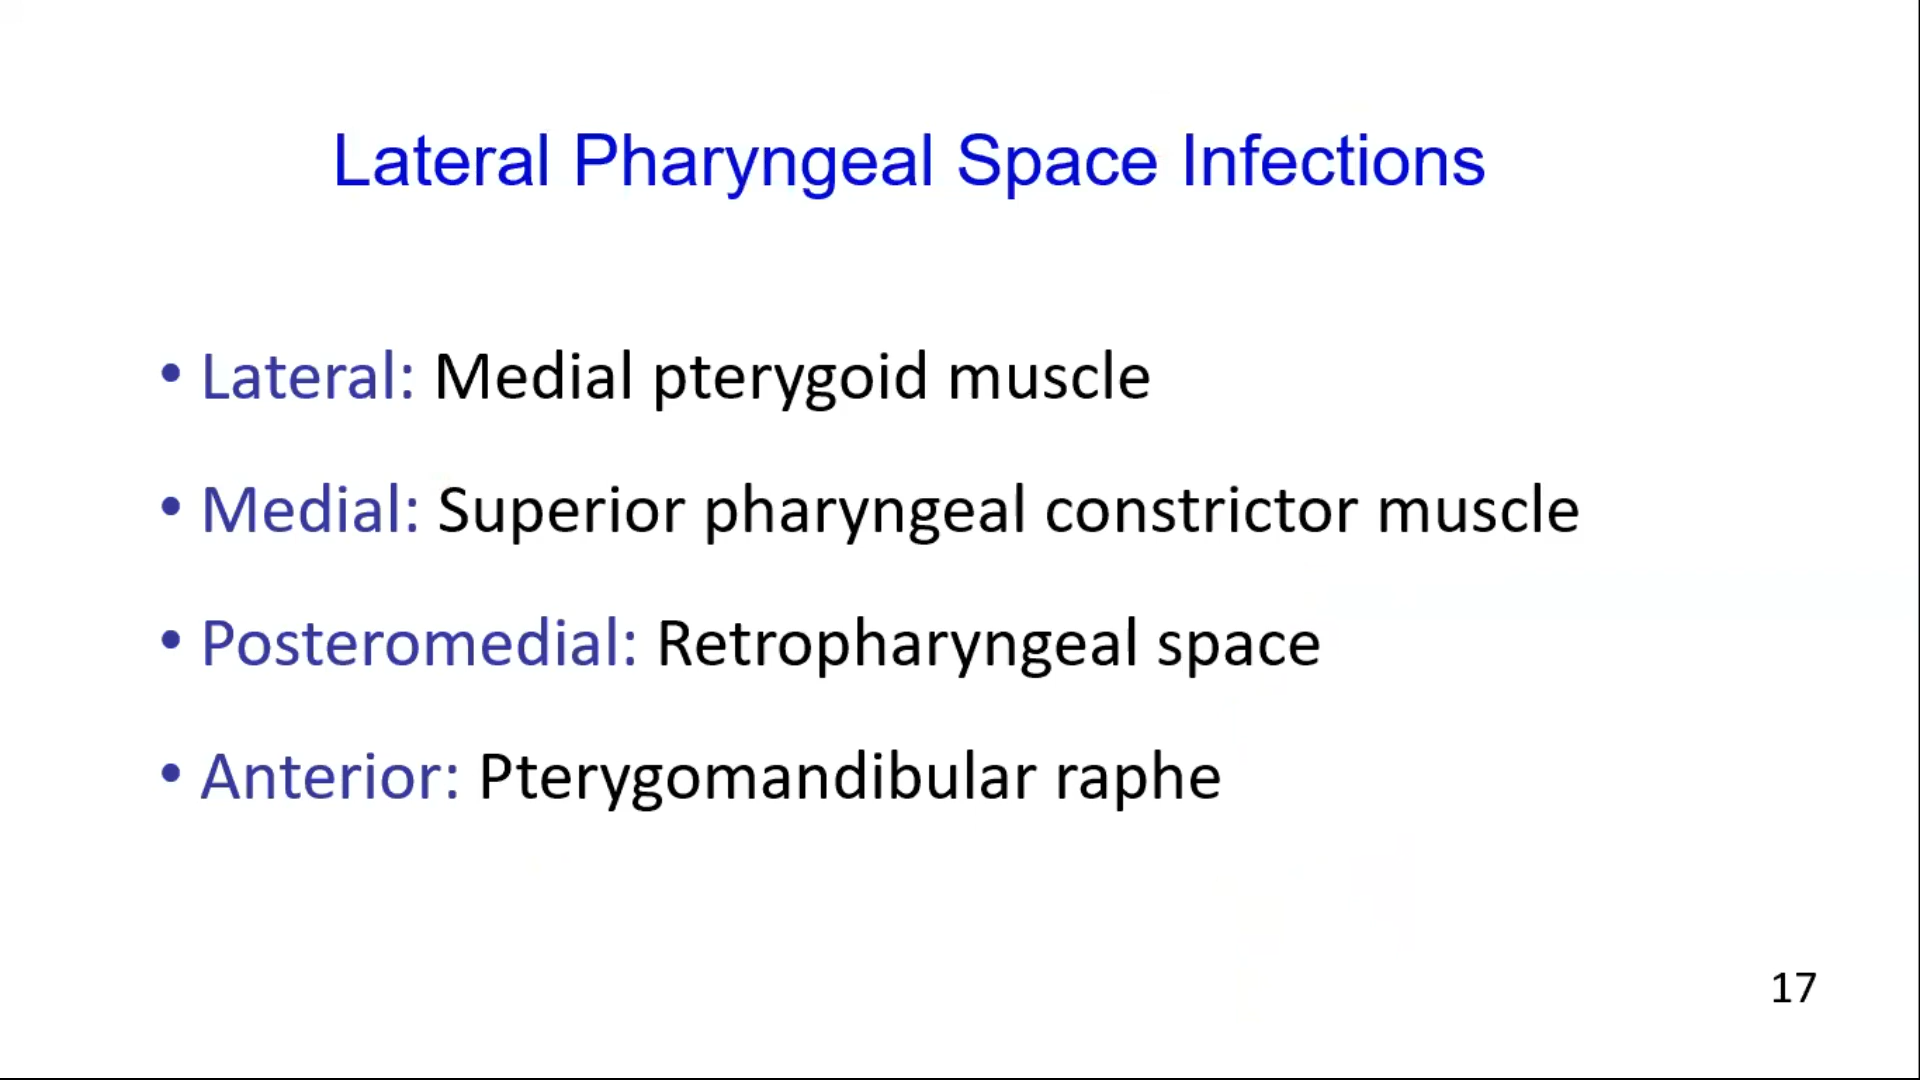 Lateral Pharyngeal Space Infections
• Lateral: Medial pterygoid muscle
• Medial: Superior pharyngeal constrictor muscle
• Posteromedial: Retropharyngeal space
• Anterior: Pterygomandibular raphe
17